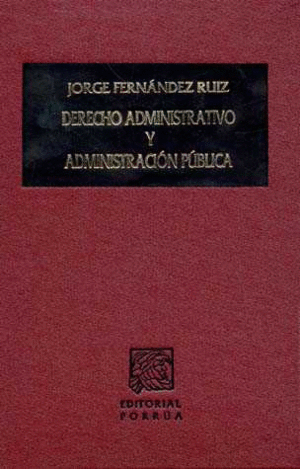 JORGE FERNÁNDEZ RUIZ
DERECHO ADMINISTRATIVO
Y
ADMINISTRACIÓN PÚBLICA
EDITORIAL
PORRÚA